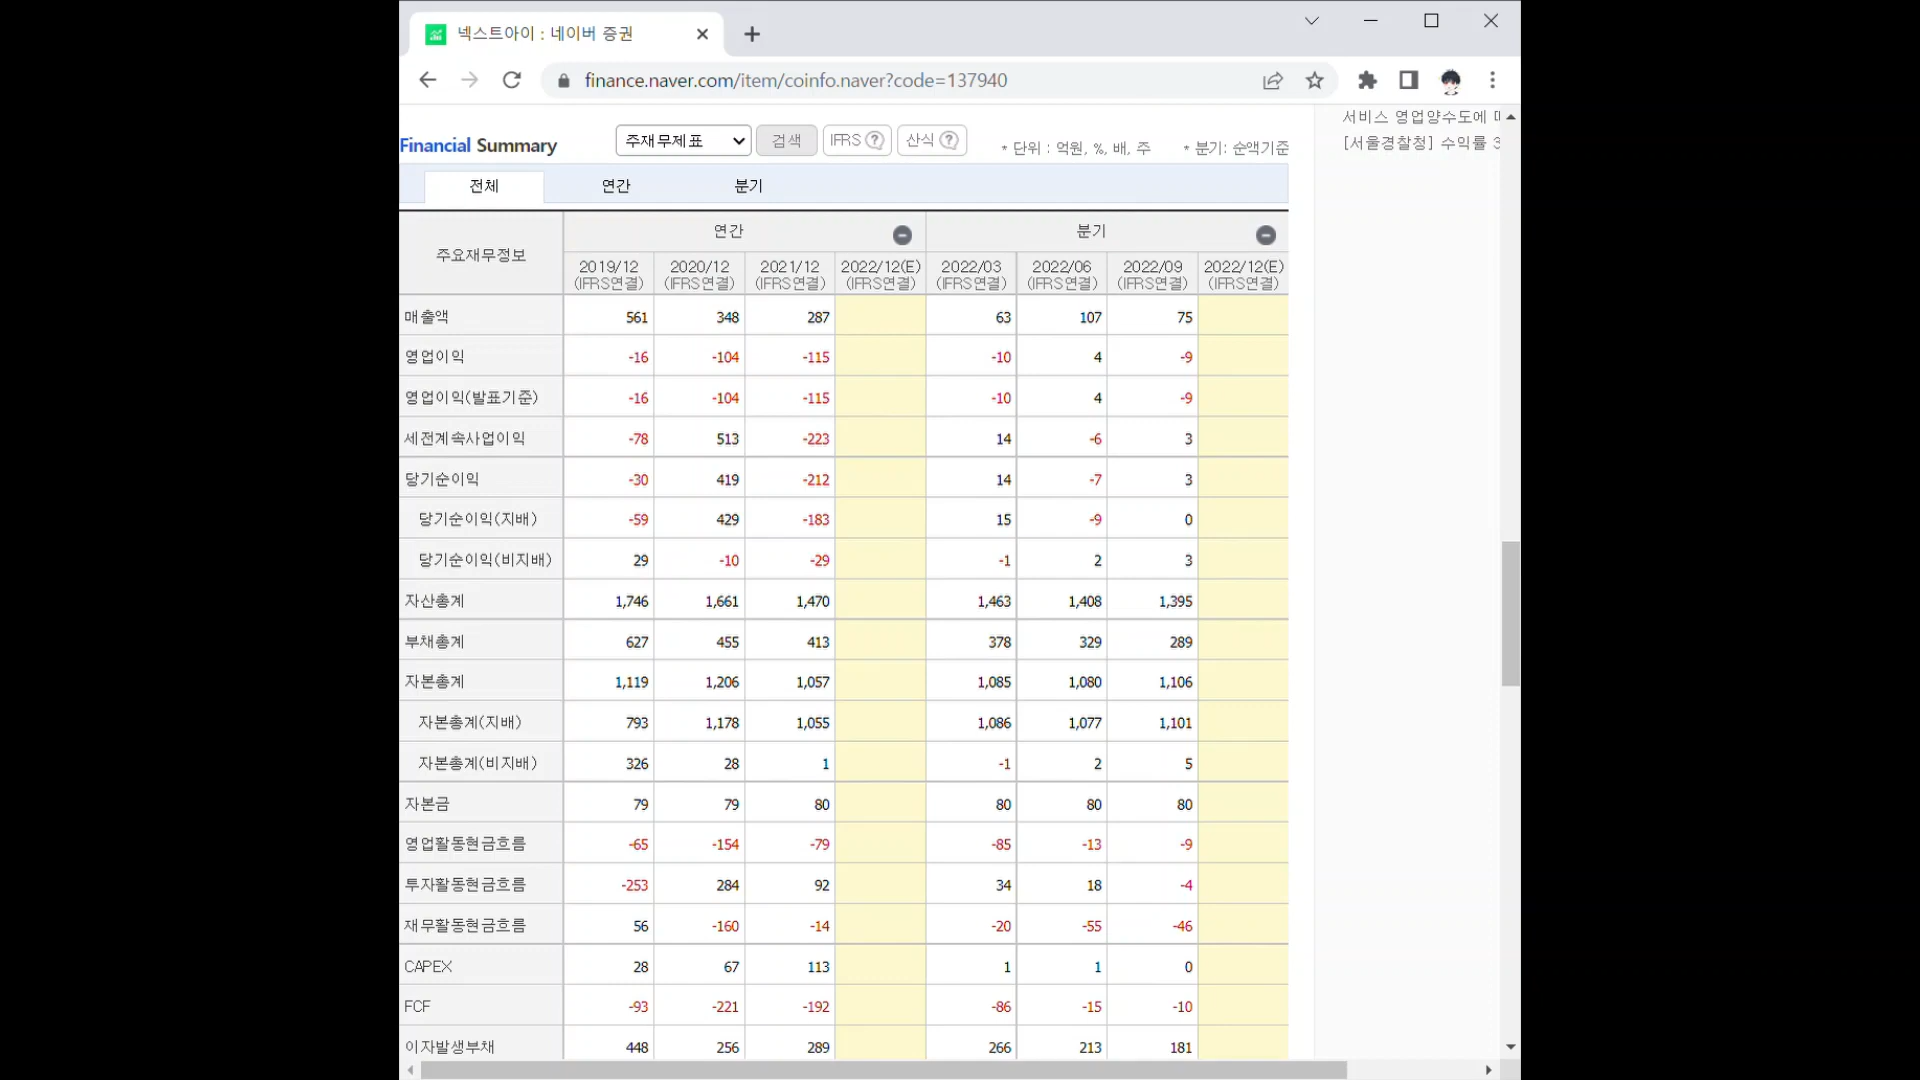 넥스트아이 : 네이버 증권
finance.naver.com/item/coinfo.naver?code=137940
서비스 영업양수도에
[서울경찰청] 수익률 3
Financial Summary 주재무제표 검색 IFRS ? 산식 ? * 단위 : 억원, %, 배, 주 * 분기: 순액기준
전체 연간 분기
주요재무정보 연간 분기
2019/12 2020/12 2021/12 2022/12(E) 2022/03 2022/06 2022/09 2022/12(E)
(IFRS연결) (IFRS연결) (IFRS연결) (IFRS연결) (IFRS연결) (IFRS연결) (IFRS연결) (IFRS연결)
매출액 561 348 287 63 107 75
영업이익 -16 -104 -115 -10 4 -9
영업이익(발표기준) -16 -104 -115 -10 4 -9
세전계속사업이익 -78 513 -223 14 -6 3
당기순이익 -30 419 -212 14 -7 3
당기순이익(지배) -59 429 -183 15 -9 0
당기순이익(비지배) 29 -10 -29 -1 2 3
자산총계 1,746 1,661 1,470 1,463 1,408 1,395
부채총계 627 455 413 378 329 289
자본총계 1,119 1,206 1,057 1,085 1,080 1,106
자본총계(지배) 793 1,178 1,055 1,086 1,077 1,101
자본총계(비지배) 326 28 1 -1 2 5
자본금 79 79 80 80 80 80
영업활동현금흐름 -65 -154 -79 -85 -13 -9
투자활동현금흐름 -253 284 92 34 18 -4
재무활동현금흐름 56 -160 -14 -20 -55 -46
CAPEX 28 67 113 1 1 0
FCF -93 -221 -192 -86 -15 -10
이자발생부채 448 256 289 266 213 181